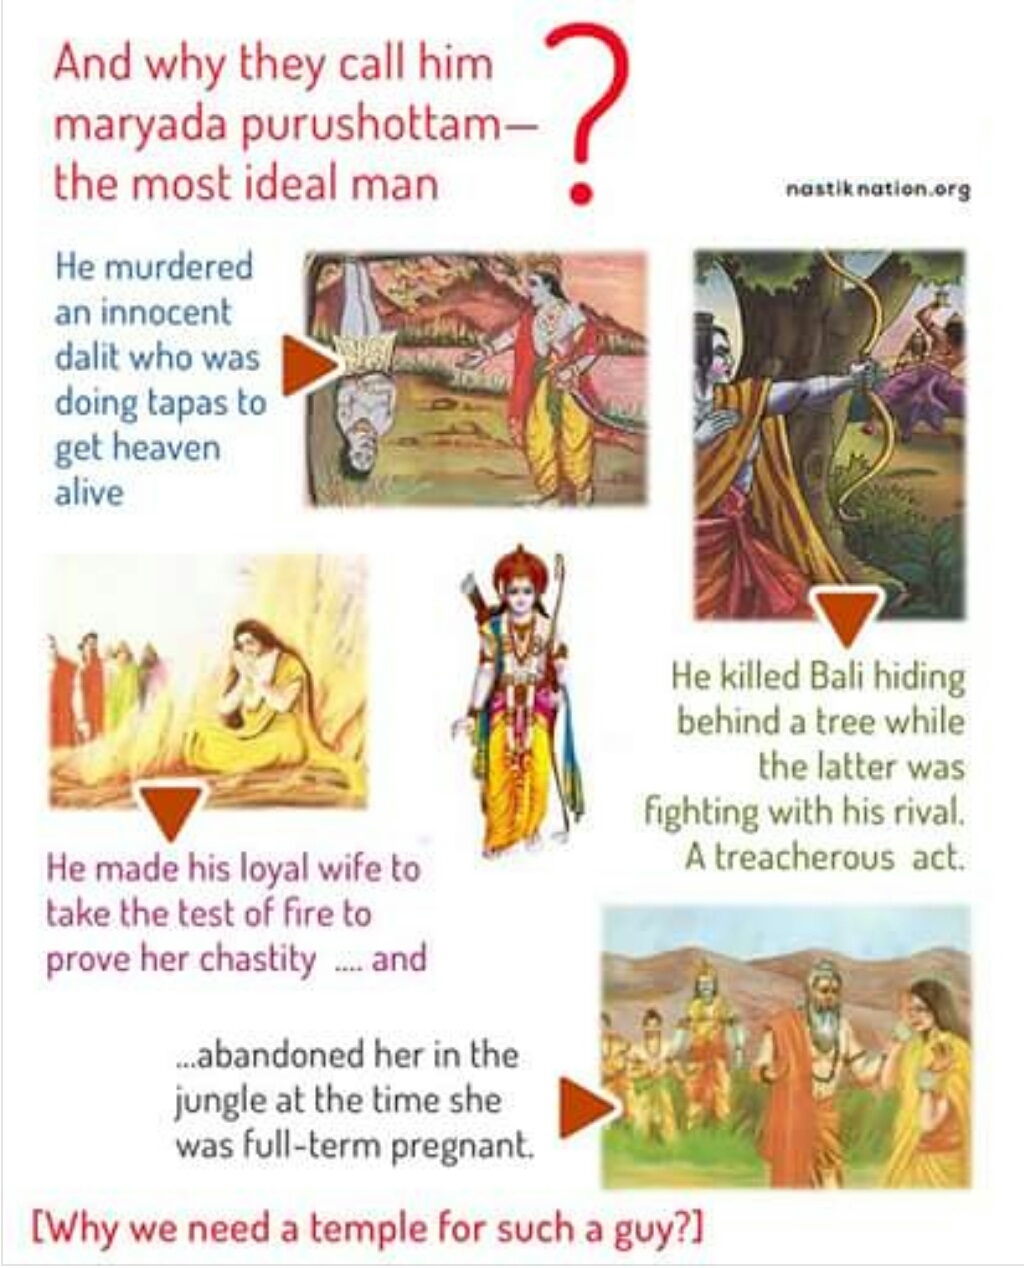 And why they call him
maryada purushottam—
the most ideal man
?
nastiknation.org
He murdered
an innocent
dalit who was
doing tapas to
get heaven
alive
He killed Bali hiding
behind a tree while
the latter was
fighting with his rival.
A treacherous act.
He made his loyal wife to
take the test of fire to
prove her chastity .... and
...abandoned her in the
jungle at the time she
was full-term pregnant.
[Why we need a temple for such a guy?]